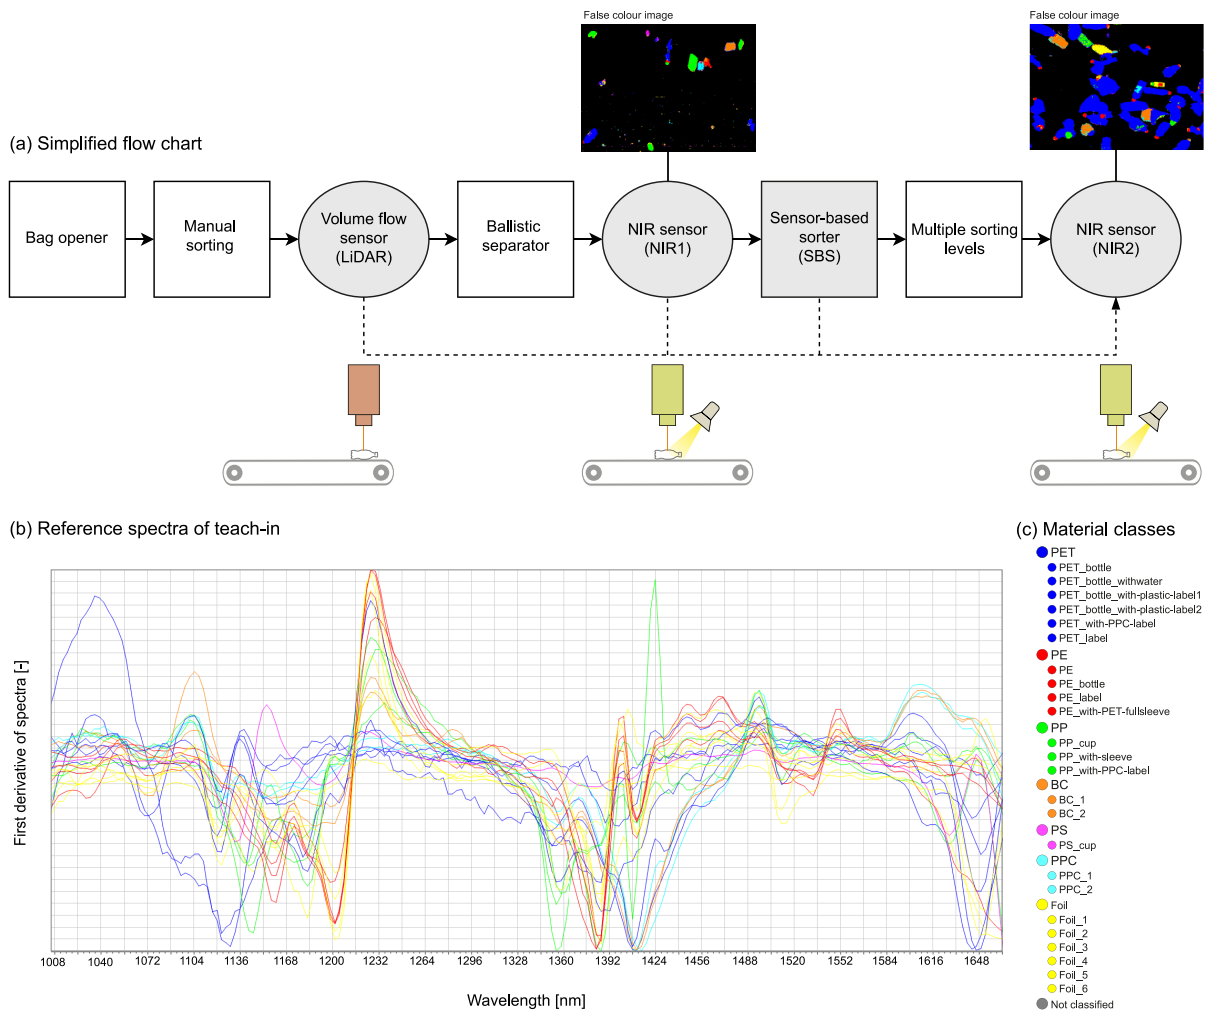 False colour image
False colour image
(a) Simplified flow chart
Bag opener
Manual
sorting
Volume flow
sensor
(LiDAR)
Ballistic
separator
NIR sensor
(NIR1)
Sensor-based
sorter
(SBS)
Multiple sorting
levels
NIR sensor
(NIR2)
(b) Reference spectra of teach-in
First derivative of spectra [-]
1008 1040 1072 1104 1136 1168 1200 1232 1264 1296 1328 1360 1392 1424 1456 1488 1520 1552 1584 1616 1648
Wavelength [nm]
(c) Material classes
PET
PET_bottle
PET_bottle_withwater
PET_bottle_with-plastic-label1
PET_bottle_with-plastic-label2
PET_with-PPC-label
PET_label
PE
PE
PE_bottle
PE_label
PE_with-PET-fullsleeve
PP
PP_cup
PP_with-sleeve
PP_with-PPC-label
BC
BC_1
BC_2
PS
PS_cup
PPC
PPC_1
PPC_2
Foil
Foil_1
Foil_2
Foil_3
Foil_4
Foil_5
Foil_6
Not classified